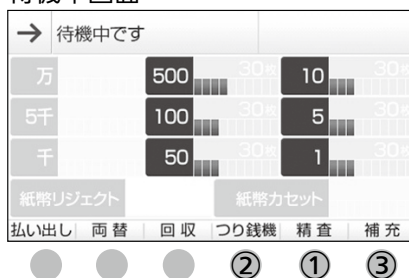 待機中画面
→ 待機中です
万 500 30枚 10 30枚
5千 100 30枚 5 30枚
千 50 30枚 1 30枚
紙幣リジェクト 紙幣カセット
払い出し 両替 回収 つり銭機 精査 補充
② ① ③